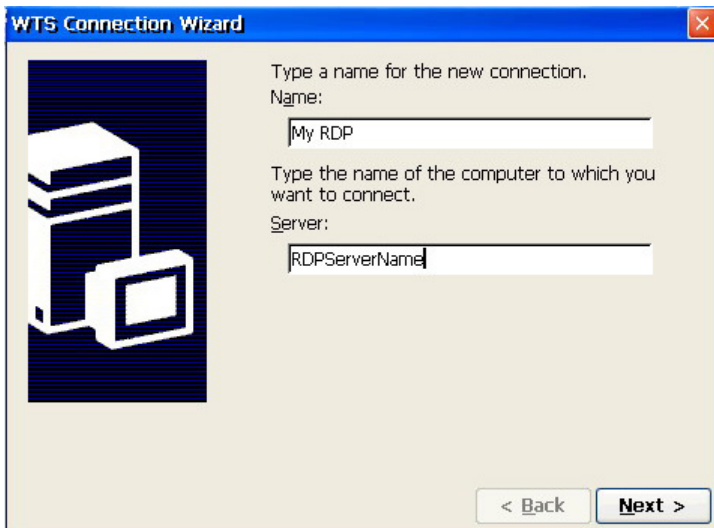 WTS Connection Wizard
Type a name for the new connection.
Name:
My RDP
Type the name of the computer to which you
want to connect.
Server:
RDPServerName
< Back
Next >